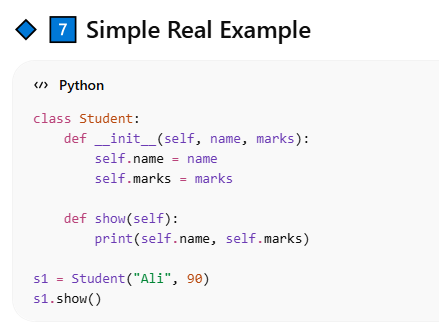 7 Simple Real Example
</> Python
class Student:
    def __init__(self, name, marks):
        self.name = name
        self.marks = marks

    def show(self):
        print(self.name, self.marks)

s1 = Student("Ali", 90)
s1.show()